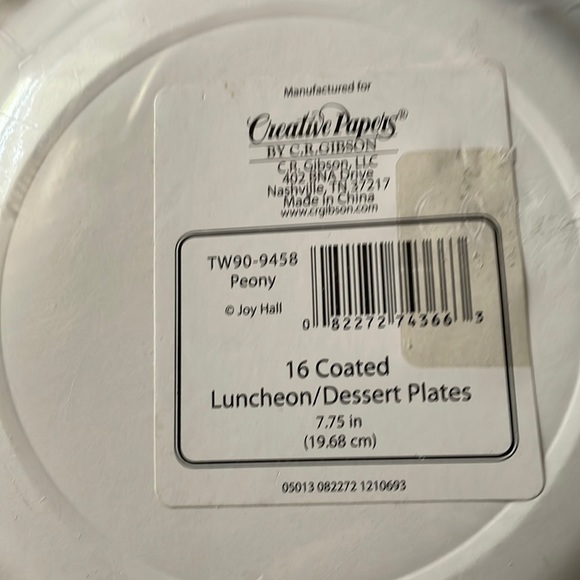 Manufactured for
Creative Papers®
BY C.R. GIBSON
C.R. Gibson, LLC
402 BNA Drive
Nashville, TN 37217
Made in China
www.crgibson.com
TW90-9458
Peony
© Joy Hall
0 82272 74366 3
16 Coated
Luncheon/Dessert Plates
7.75 in
(19.68 cm)
05013 082272 1210693